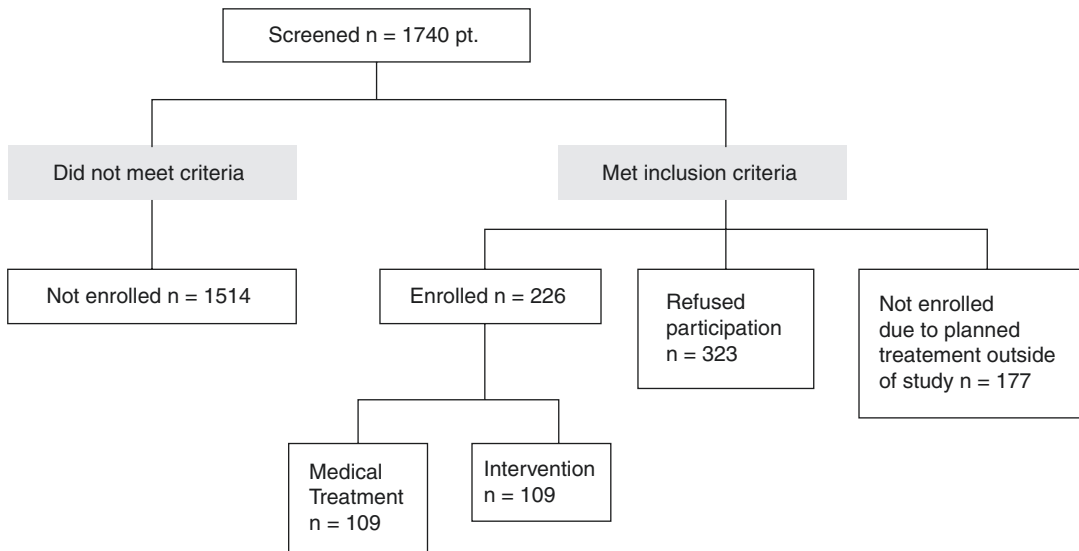 Screened n = 1740 pt.
Did not meet criteria
Met inclusion criteria
Not enrolled n = 1514
Enrolled n = 226
Refused
participation
n = 323
Not enrolled
due to planned
treatement outside
of study n = 177
Medical
Treatment
n = 109
Intervention
n = 109